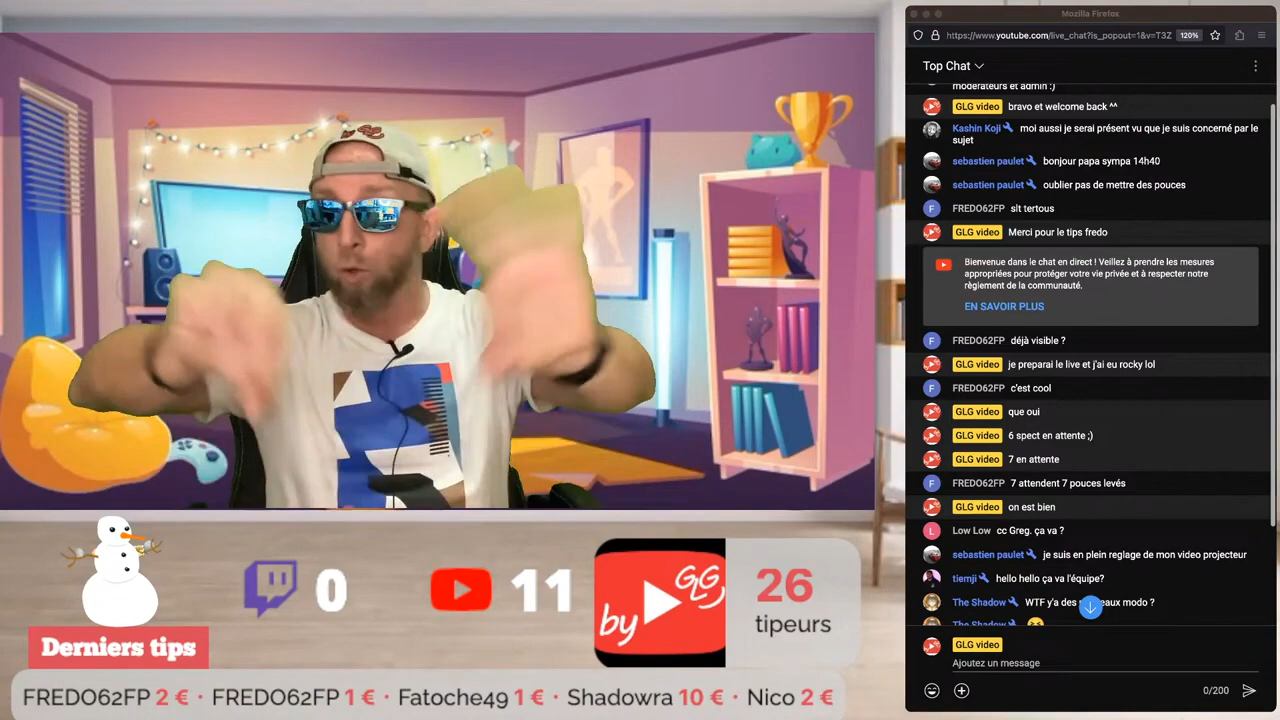 Mozilla Firefox
https://www.youtube.com/live_chat?is_popout=1&v=T3Z
120%
Top Chat
modérateurs et admin :)
GLG video bravo et welcome back ^^
Kashin Koji moi aussi je serai présent vu que je suis concerné par le
sujet
sebastien paulet bonjour papa sympa 14h40
sebastien paulet oublier pas de mettre des pouces
FREDO62FP slt tertous
GLG video Merci pour le tips fredo
Bienvenue dans le chat en direct ! Veillez à prendre les mesures
appropriées pour protéger votre vie privée et à respecter notre
règlement de la communauté.
EN SAVOIR PLUS
FREDO62FP déjà visible ?
GLG video je preparai le live et j'ai eu rocky lol
FREDO62FP c'est cool
GLG video que oui
GLG video 6 spect en attente ;)
GLG video 7 en attente
FREDO62FP 7 attendent 7 pouces levés
GLG video on est bien
Low Low cc Greg. ça va ?
sebastien paulet je suis en plein reglage de mon video projecteur
tiemji hello hello ça va l'équipe?
The Shadow WTF y'a des modo ?
The Shadow
GLG video
Ajoutez un message
0/200
0
11
by GLG
26
tipeurs
Derniers tips
FREDO62FP 2 € · FREDO62FP 1 € · Fatoche49 1 € · Shadowra 10 € · Nico 2 €